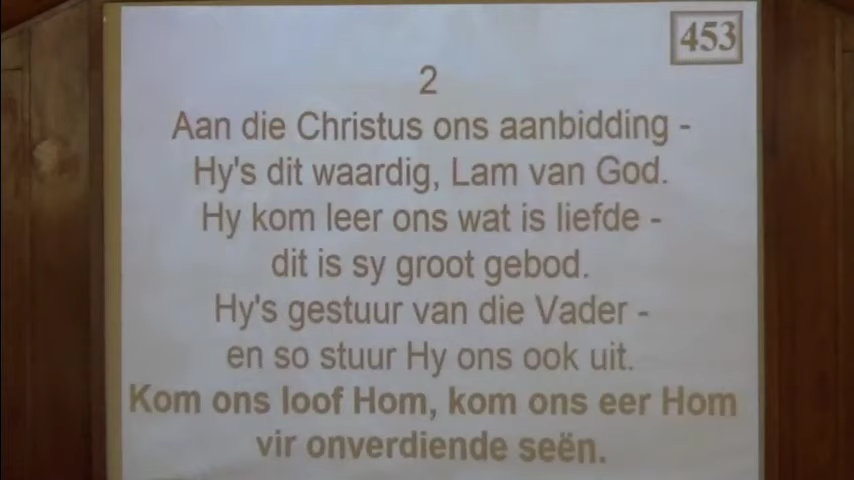 453
2
Aan die Christus ons aanbidding -
Hy's dit waardig, Lam van God.
Hy kom leer ons wat is liefde -
dit is sy groot gebod.
Hy's gestuur van die Vader -
en so stuur Hy ons ook uit.
Kom ons loof Hom, kom ons eer Hom
vir onverdiende seën.